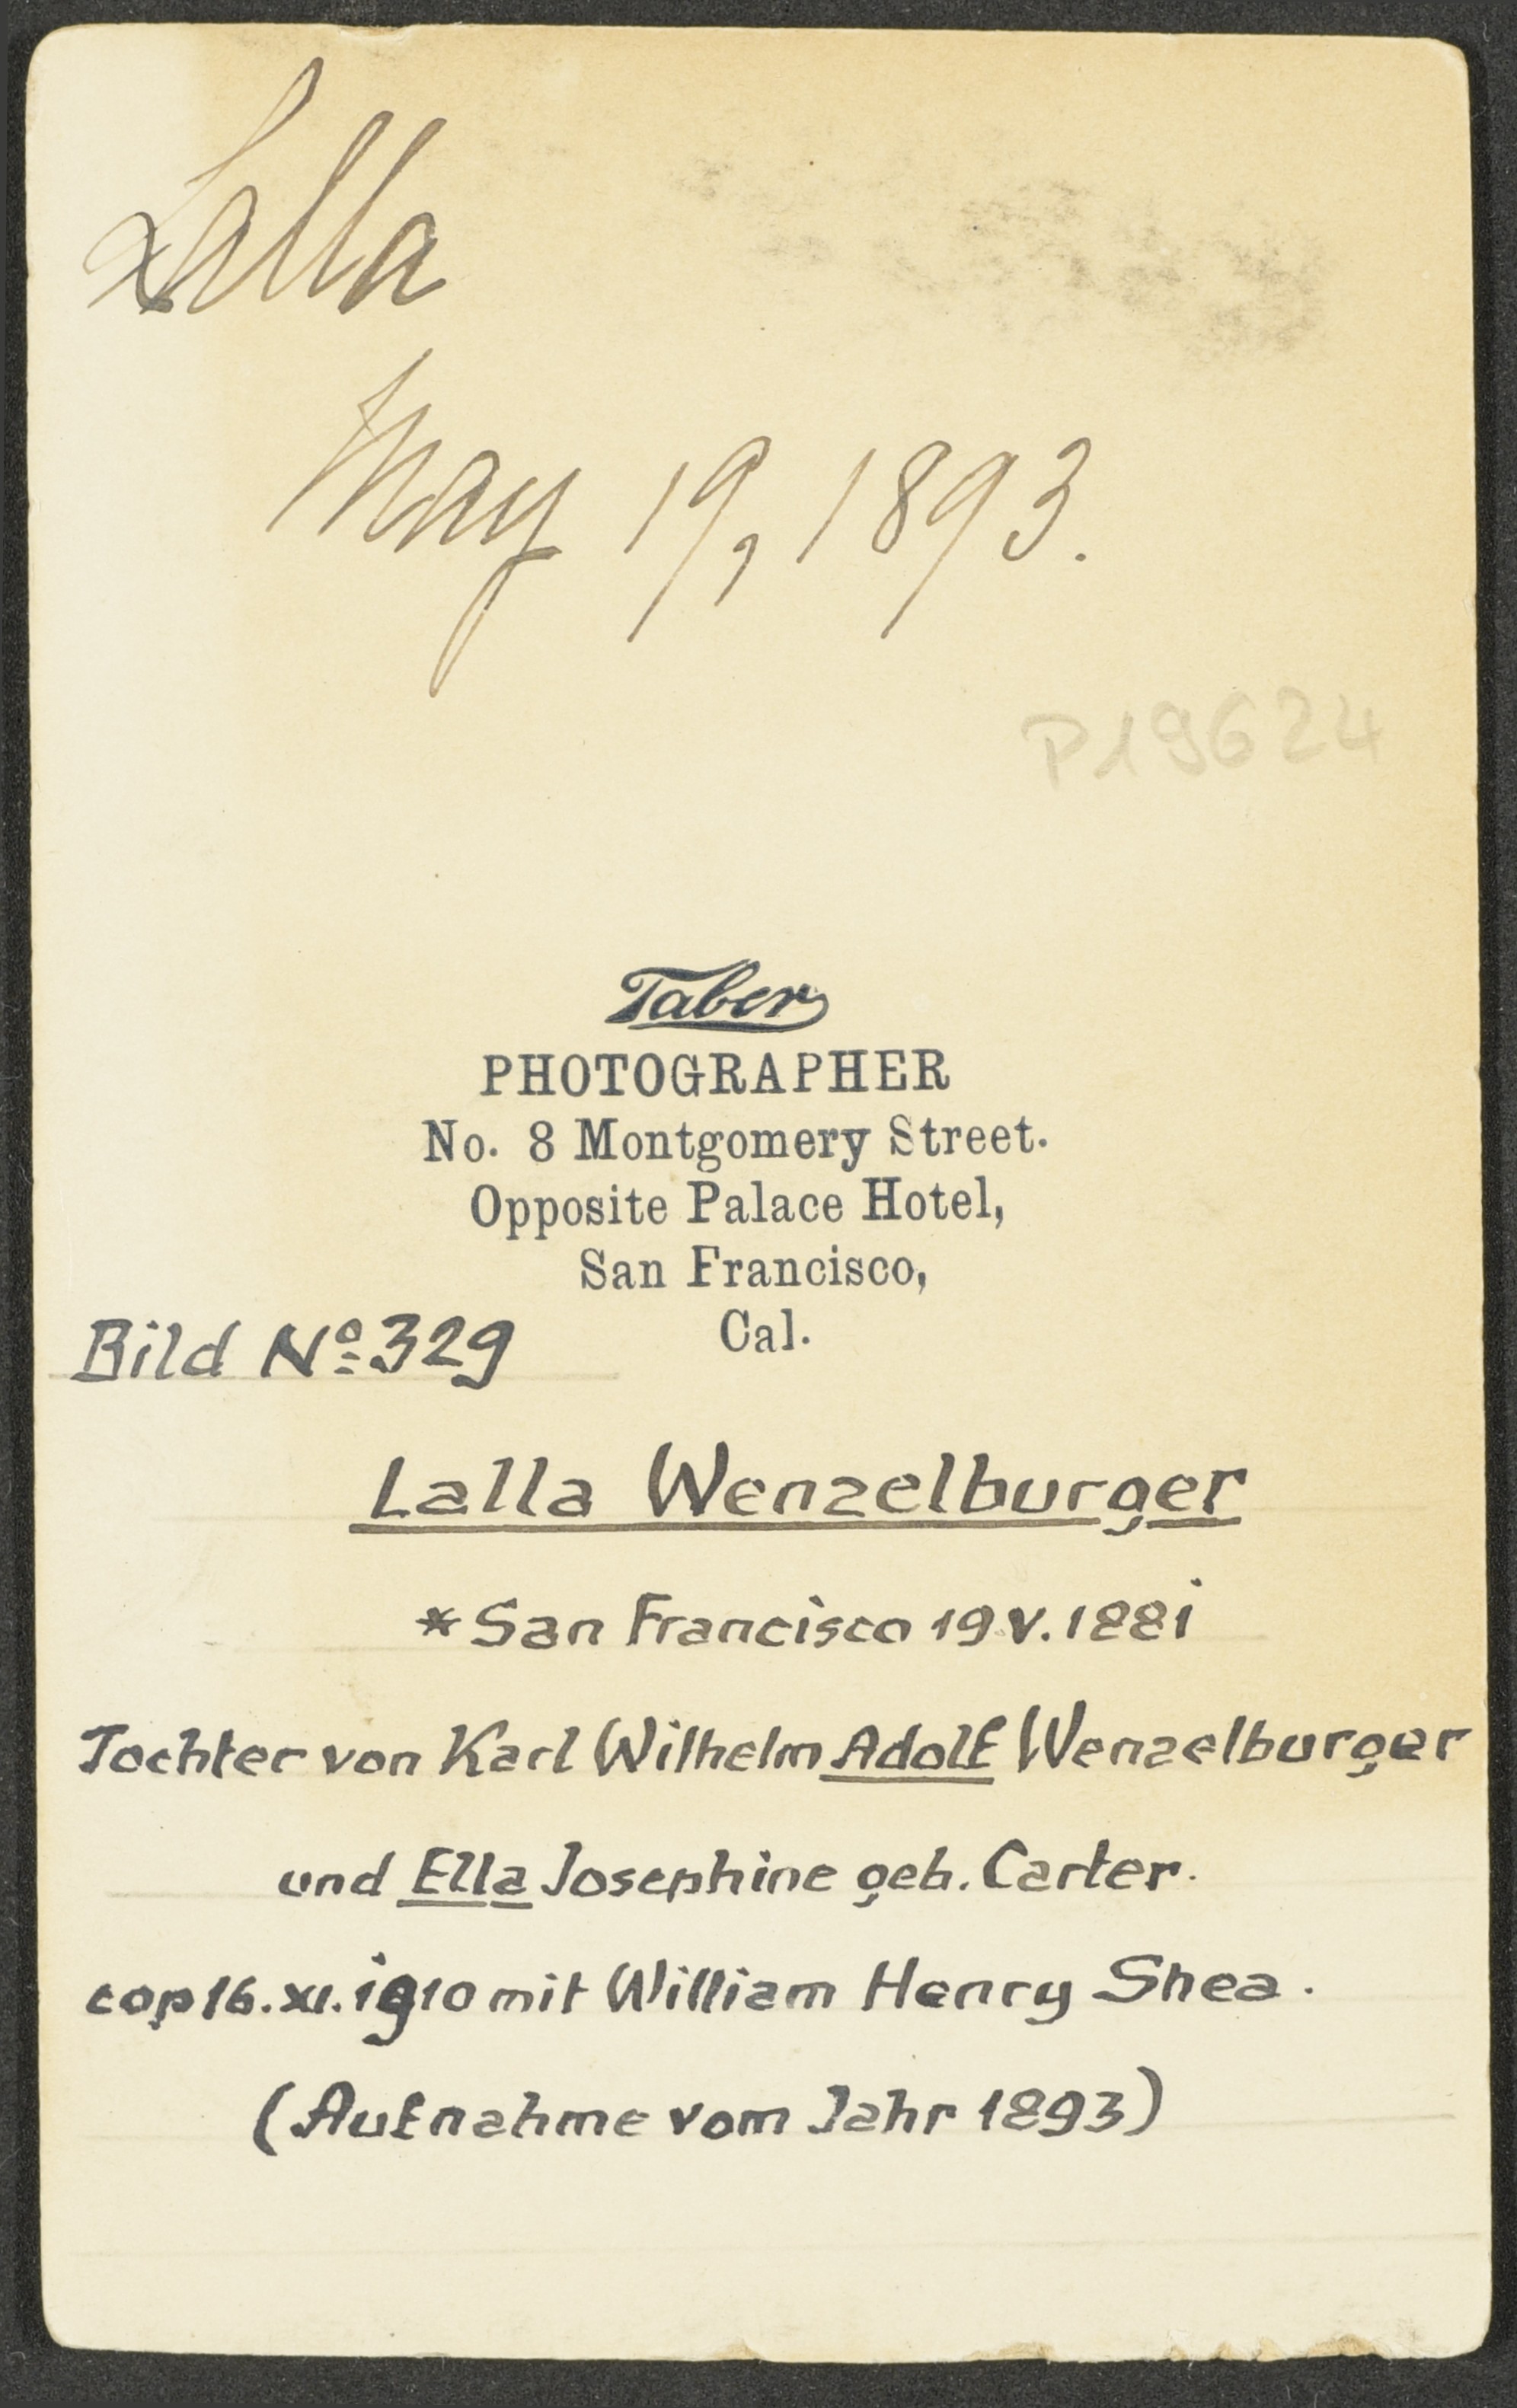 Lalla
May 19, 1893.
P19624
Taber
PHOTOGRAPHER
No. 8 Montgomery Street.
Opposite Palace Hotel,
San Francisco,
Cal.
Bild No. 329
Lalla Wenzelburger
* San Francisco 19.V.1881
Tochter von Karl Wilhelm Adolf Wenzelburger
und Ella Josephine geb. Carter.
cop 16.XI.1910 mit William Henry Shea.
(Aufnahme vom Jahr 1893)